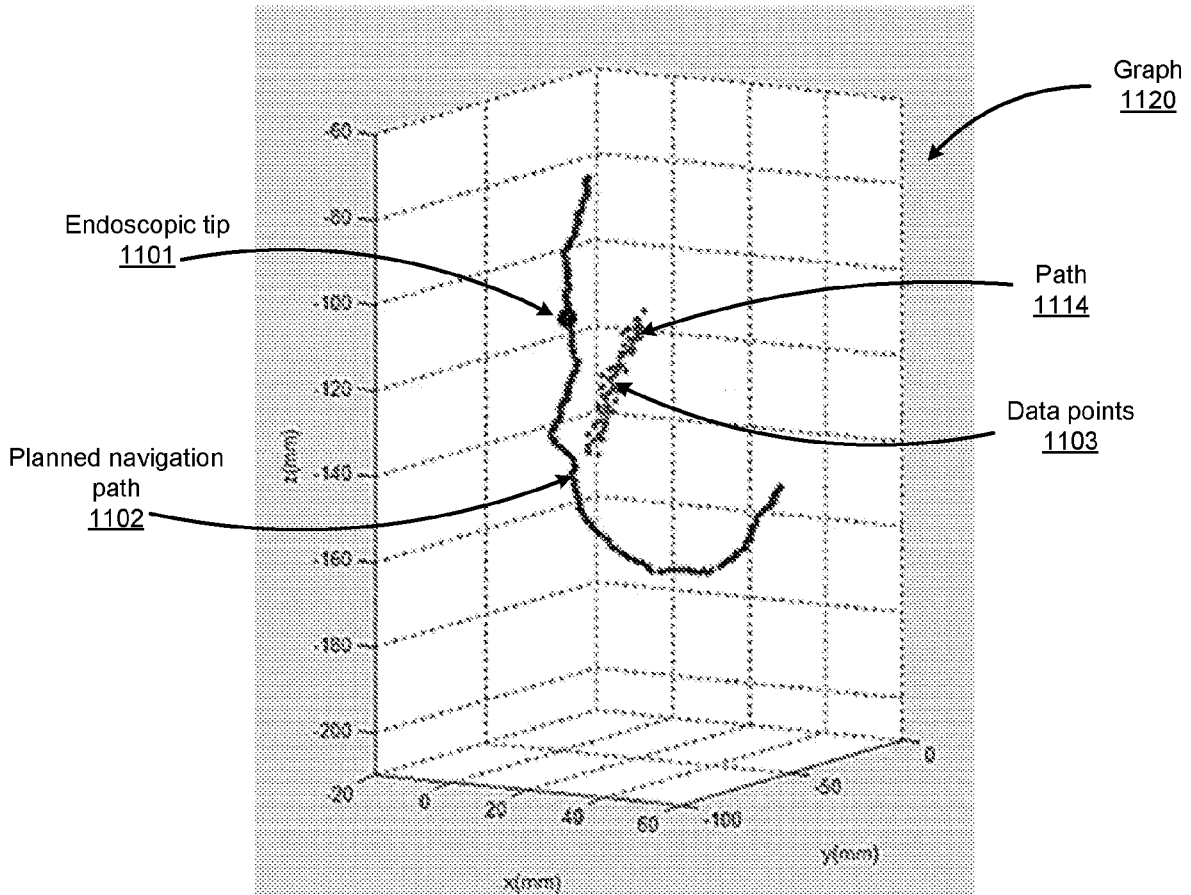 Graph
1120
Endoscopic tip
1101
Path
1114
Data points
1103
Planned navigation
path
1102
-60
-80
-100
-120
-140
-160
-180
-200
z(mm)
-20
0
20
40
60
x(mm)
-100
-50
0
y(mm)